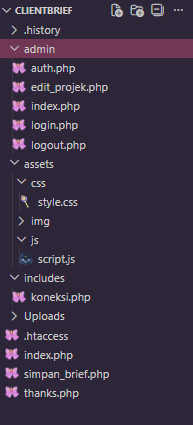 CLIENTBRIEF
.history
admin
auth.php
edit_projek.php
index.php
login.php
logout.php
assets
css
style.css
img
js
script.js
includes
koneksi.php
Uploads
.htaccess
index.php
simpan_brief.php
thanks.php